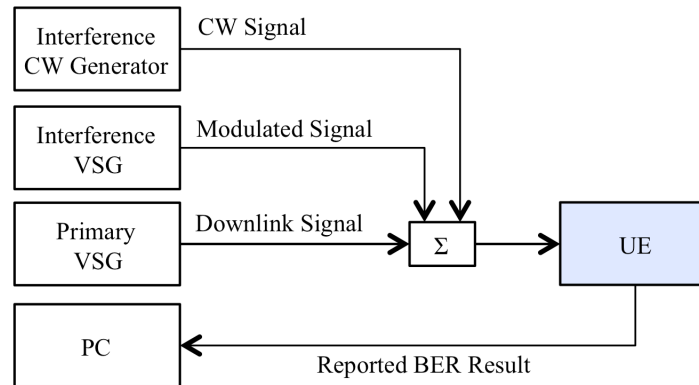 Interference
CW Generator
CW Signal
Interference
VSG
Modulated Signal
Primary
VSG
Downlink Signal
Σ
UE
PC
Reported BER Result